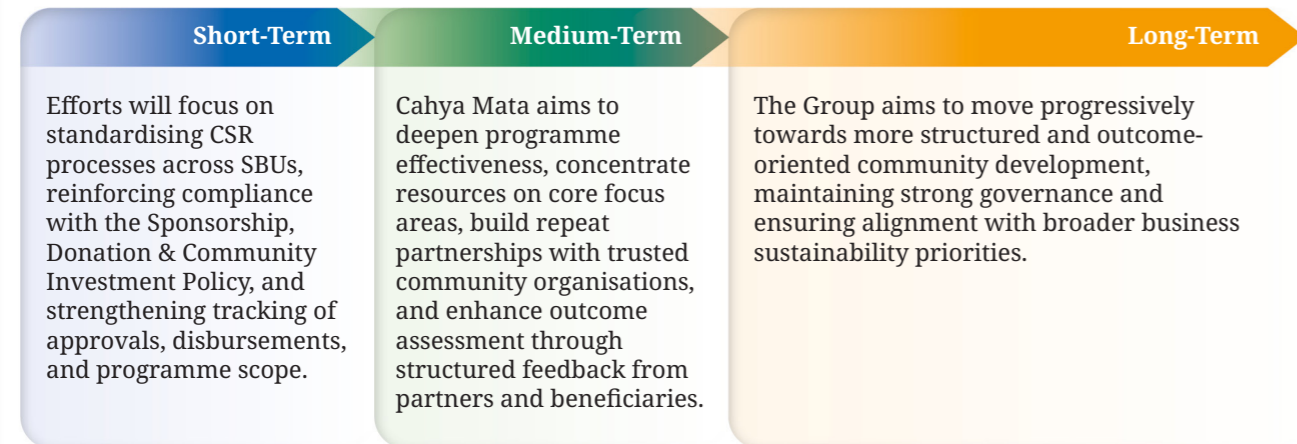 Short-Term
Efforts will focus on
standardising CSR
processes across SBUs,
reinforcing compliance
with the Sponsorship,
Donation & Community
Investment Policy, and
strengthening tracking of
approvals, disbursements,
and programme scope.
Medium-Term
Cahya Mata aims to
deepen programme
effectiveness, concentrate
resources on core focus
areas, build repeat
partnerships with trusted
community organisations,
and enhance outcome
assessment through
structured feedback from
partners and beneficiaries.
Long-Term
The Group aims to move progressively
towards more structured and outcome-
oriented community development,
maintaining strong governance and
ensuring alignment with broader business
sustainability priorities.